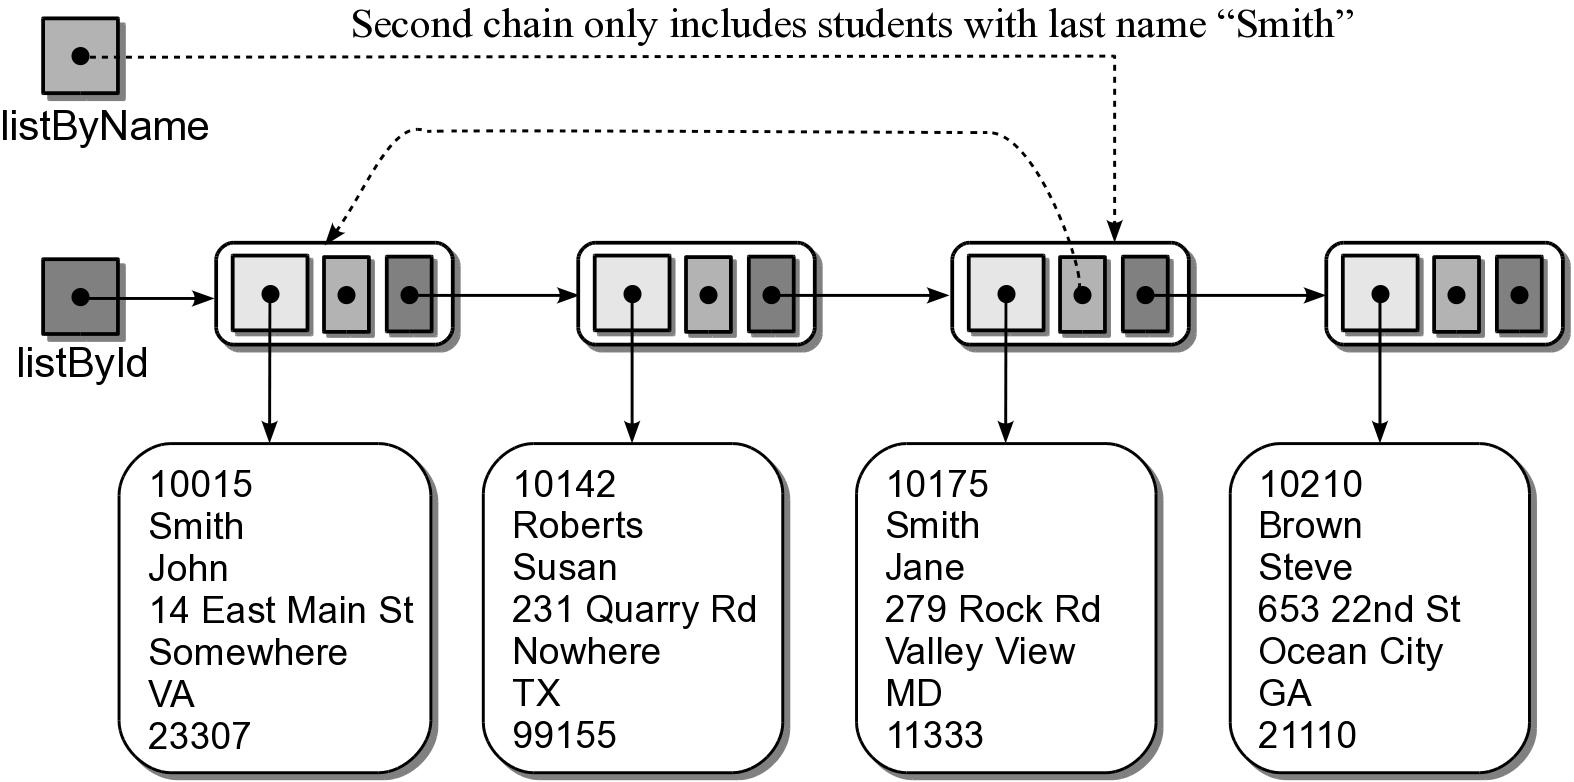 Second chain only includes students with last name “Smith”
listByName
listById
10015
Smith
John
14 East Main St
Somewhere
VA
23307
10142
Roberts
Susan
231 Quarry Rd
Nowhere
TX
99155
10175
Smith
Jane
279 Rock Rd
Valley View
MD
11333
10210
Brown
Steve
653 22nd St
Ocean City
GA
21110